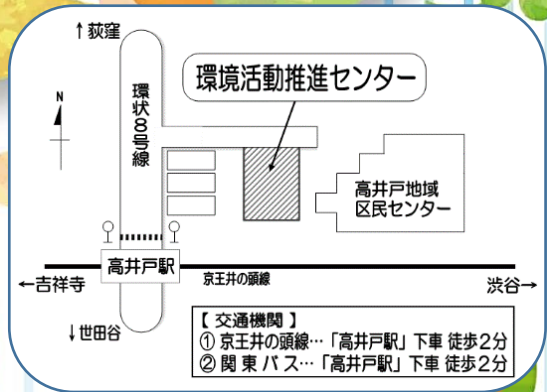 ↑荻窪
環境活動推進センター
N
環状8号線
高井戸地域
区民センター
高井戸駅
京王井の頭線
←吉祥寺
渋谷→
↓世田谷
【 交通機関 】
① 京王井の頭線…「高井戸駅」下車 徒歩2分
② 関 東 バ ス…「高井戸駅」下車 徒歩2分